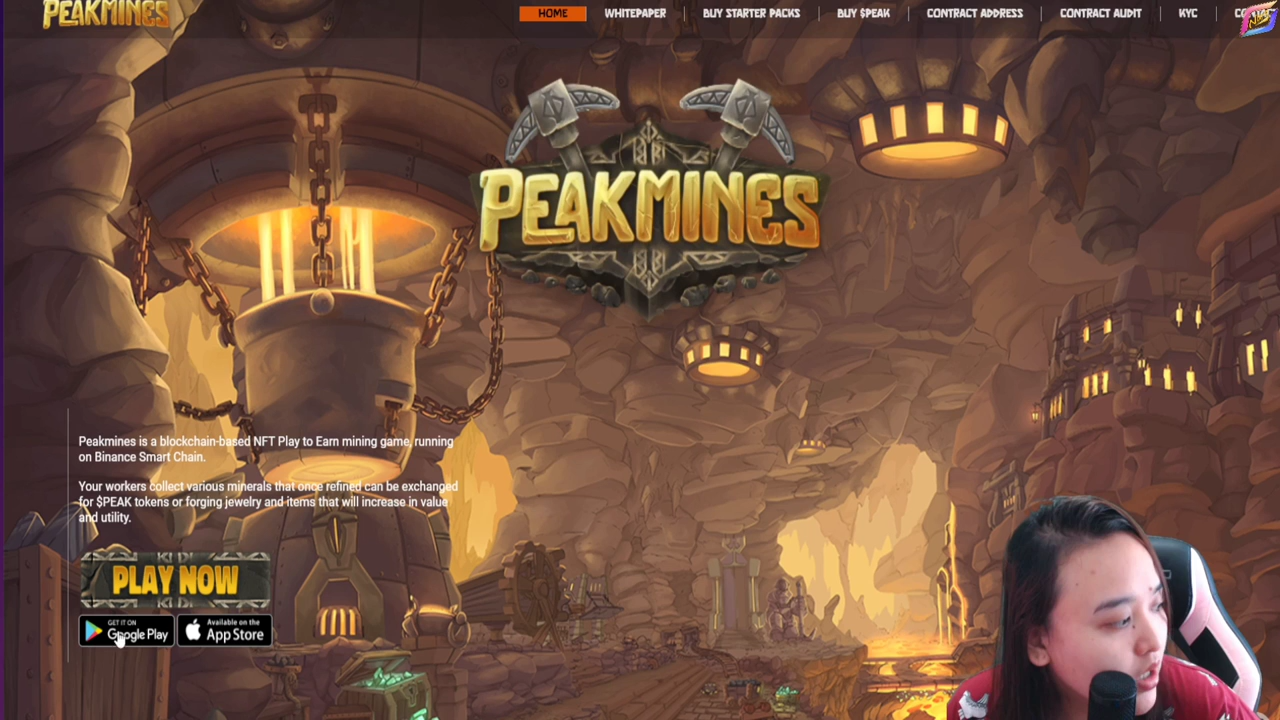 PEAKMINES
HOME
WHITEPAPER
BUY STARTER PACKS
BUY $PEAK
CONTRACT ADDRESS
CONTRACT AUDIT
KYC
PEAKMINES
Peakmines is a blockchain-based NFT Play to Earn mining game, running
on Binance Smart Chain.
Your workers collect various minerals that once refined can be exchanged
for $PEAK tokens or forging jewelry and items that will increase in value
and utility.
PLAY NOW
GET IT ON
Google Play
Available on the
App Store